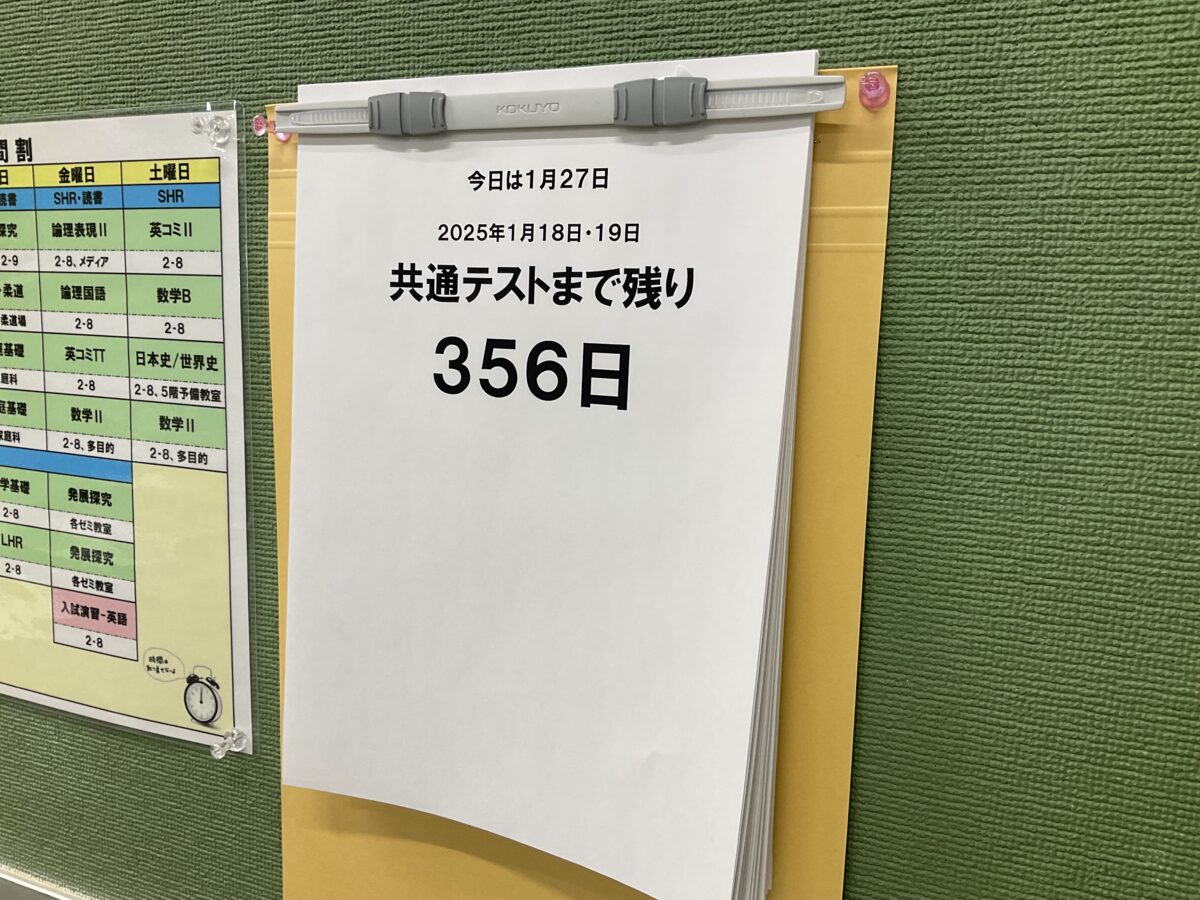 KOKUYO
今日は1月27日
2025年1月18日・19日
共通テストまで残り
356日
間割
日 金曜日 土曜日
読書 SHR・読書 SHR
探究 論理表現Ⅱ 英コミⅡ
2-9 2-8、メディア 2-8
・柔道 論理国語 数学B
柔道場 2-8 2-8
基礎 英コミTT 日本史/世界史
庭科 2-8 2-8、5階予備教室
庭基礎 数学Ⅱ 数学Ⅱ
家庭科 2-8、多目的 2-8、多目的
学基礎 発展探究
2-8 各ゼミ教室
LHR 発展探究
2-8 各ゼミ教室
入試演習-英語
2-8